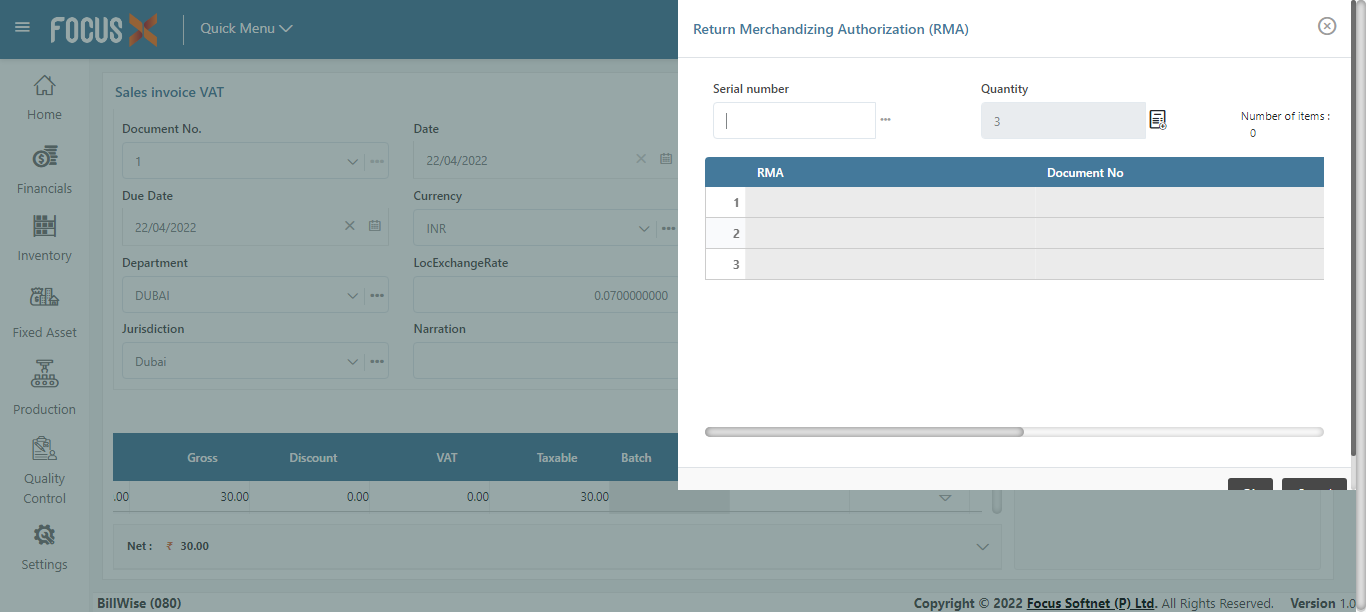 FOCUS X
Quick Menu
Return Merchandizing Authorization (RMA)
Home
Financials
Inventory
Fixed Asset
Production
Quality
Control
Settings
Sales invoice VAT
Document No.
Date
1
22/04/2022
Due Date
Currency
22/04/2022
INR
Department
LocExchangeRate
DUBAI
0.0700000000
Jurisdiction
Narration
Dubai
Serial number
Quantity
3
Number of items :
0
RMA Document No
1
2
3
Gross Discount VAT Taxable Batch
.00 30.00 0.00 0.00 30.00
Net : ₹ 30.00
BillWise (080)
Copyright © 2022 Focus Softnet (P) Ltd. All Rights Reserved. Version 1.0